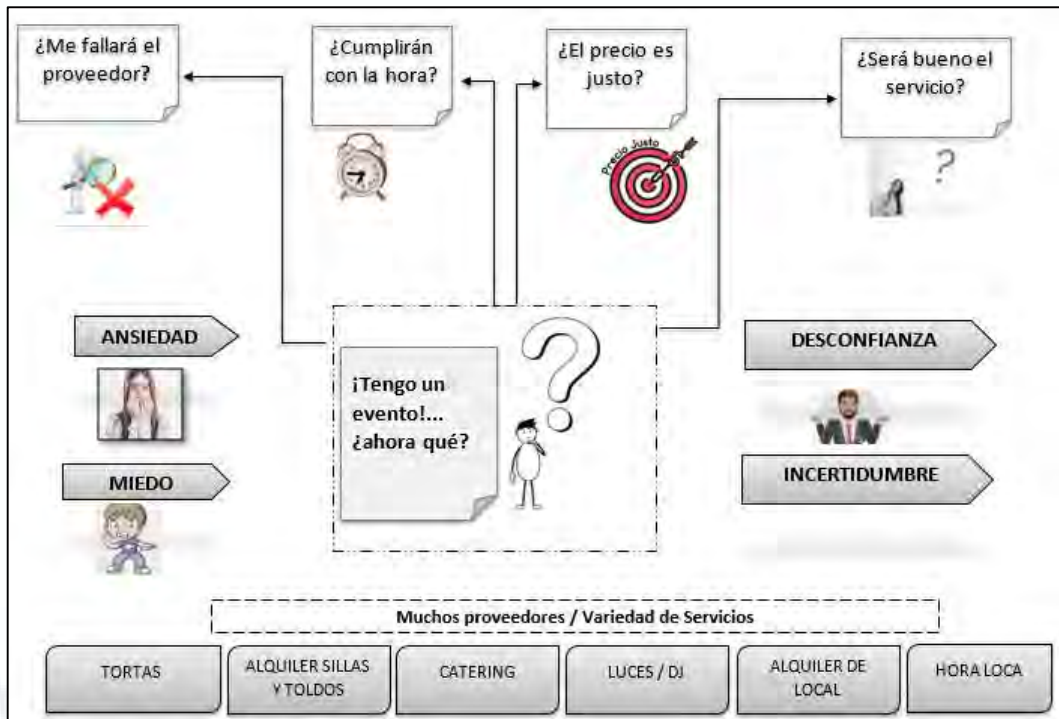 ¿Me fallará el
proveedor?
¿Cumplirán
con la hora?
¿El precio es
justo?
¿Será bueno el
servicio?
Precio Justo
?
ANSIEDAD
DESCONFIANZA
¡Tengo un
evento!...
¿ahora qué?
?
MIEDO
INCERTIDUMBRE
Muchos proveedores / Variedad de Servicios
TORTAS
ALQUILER SILLAS
Y TOLDOS
CATERING
LUCES / DJ
ALQUILER DE
LOCAL
HORA LOCA